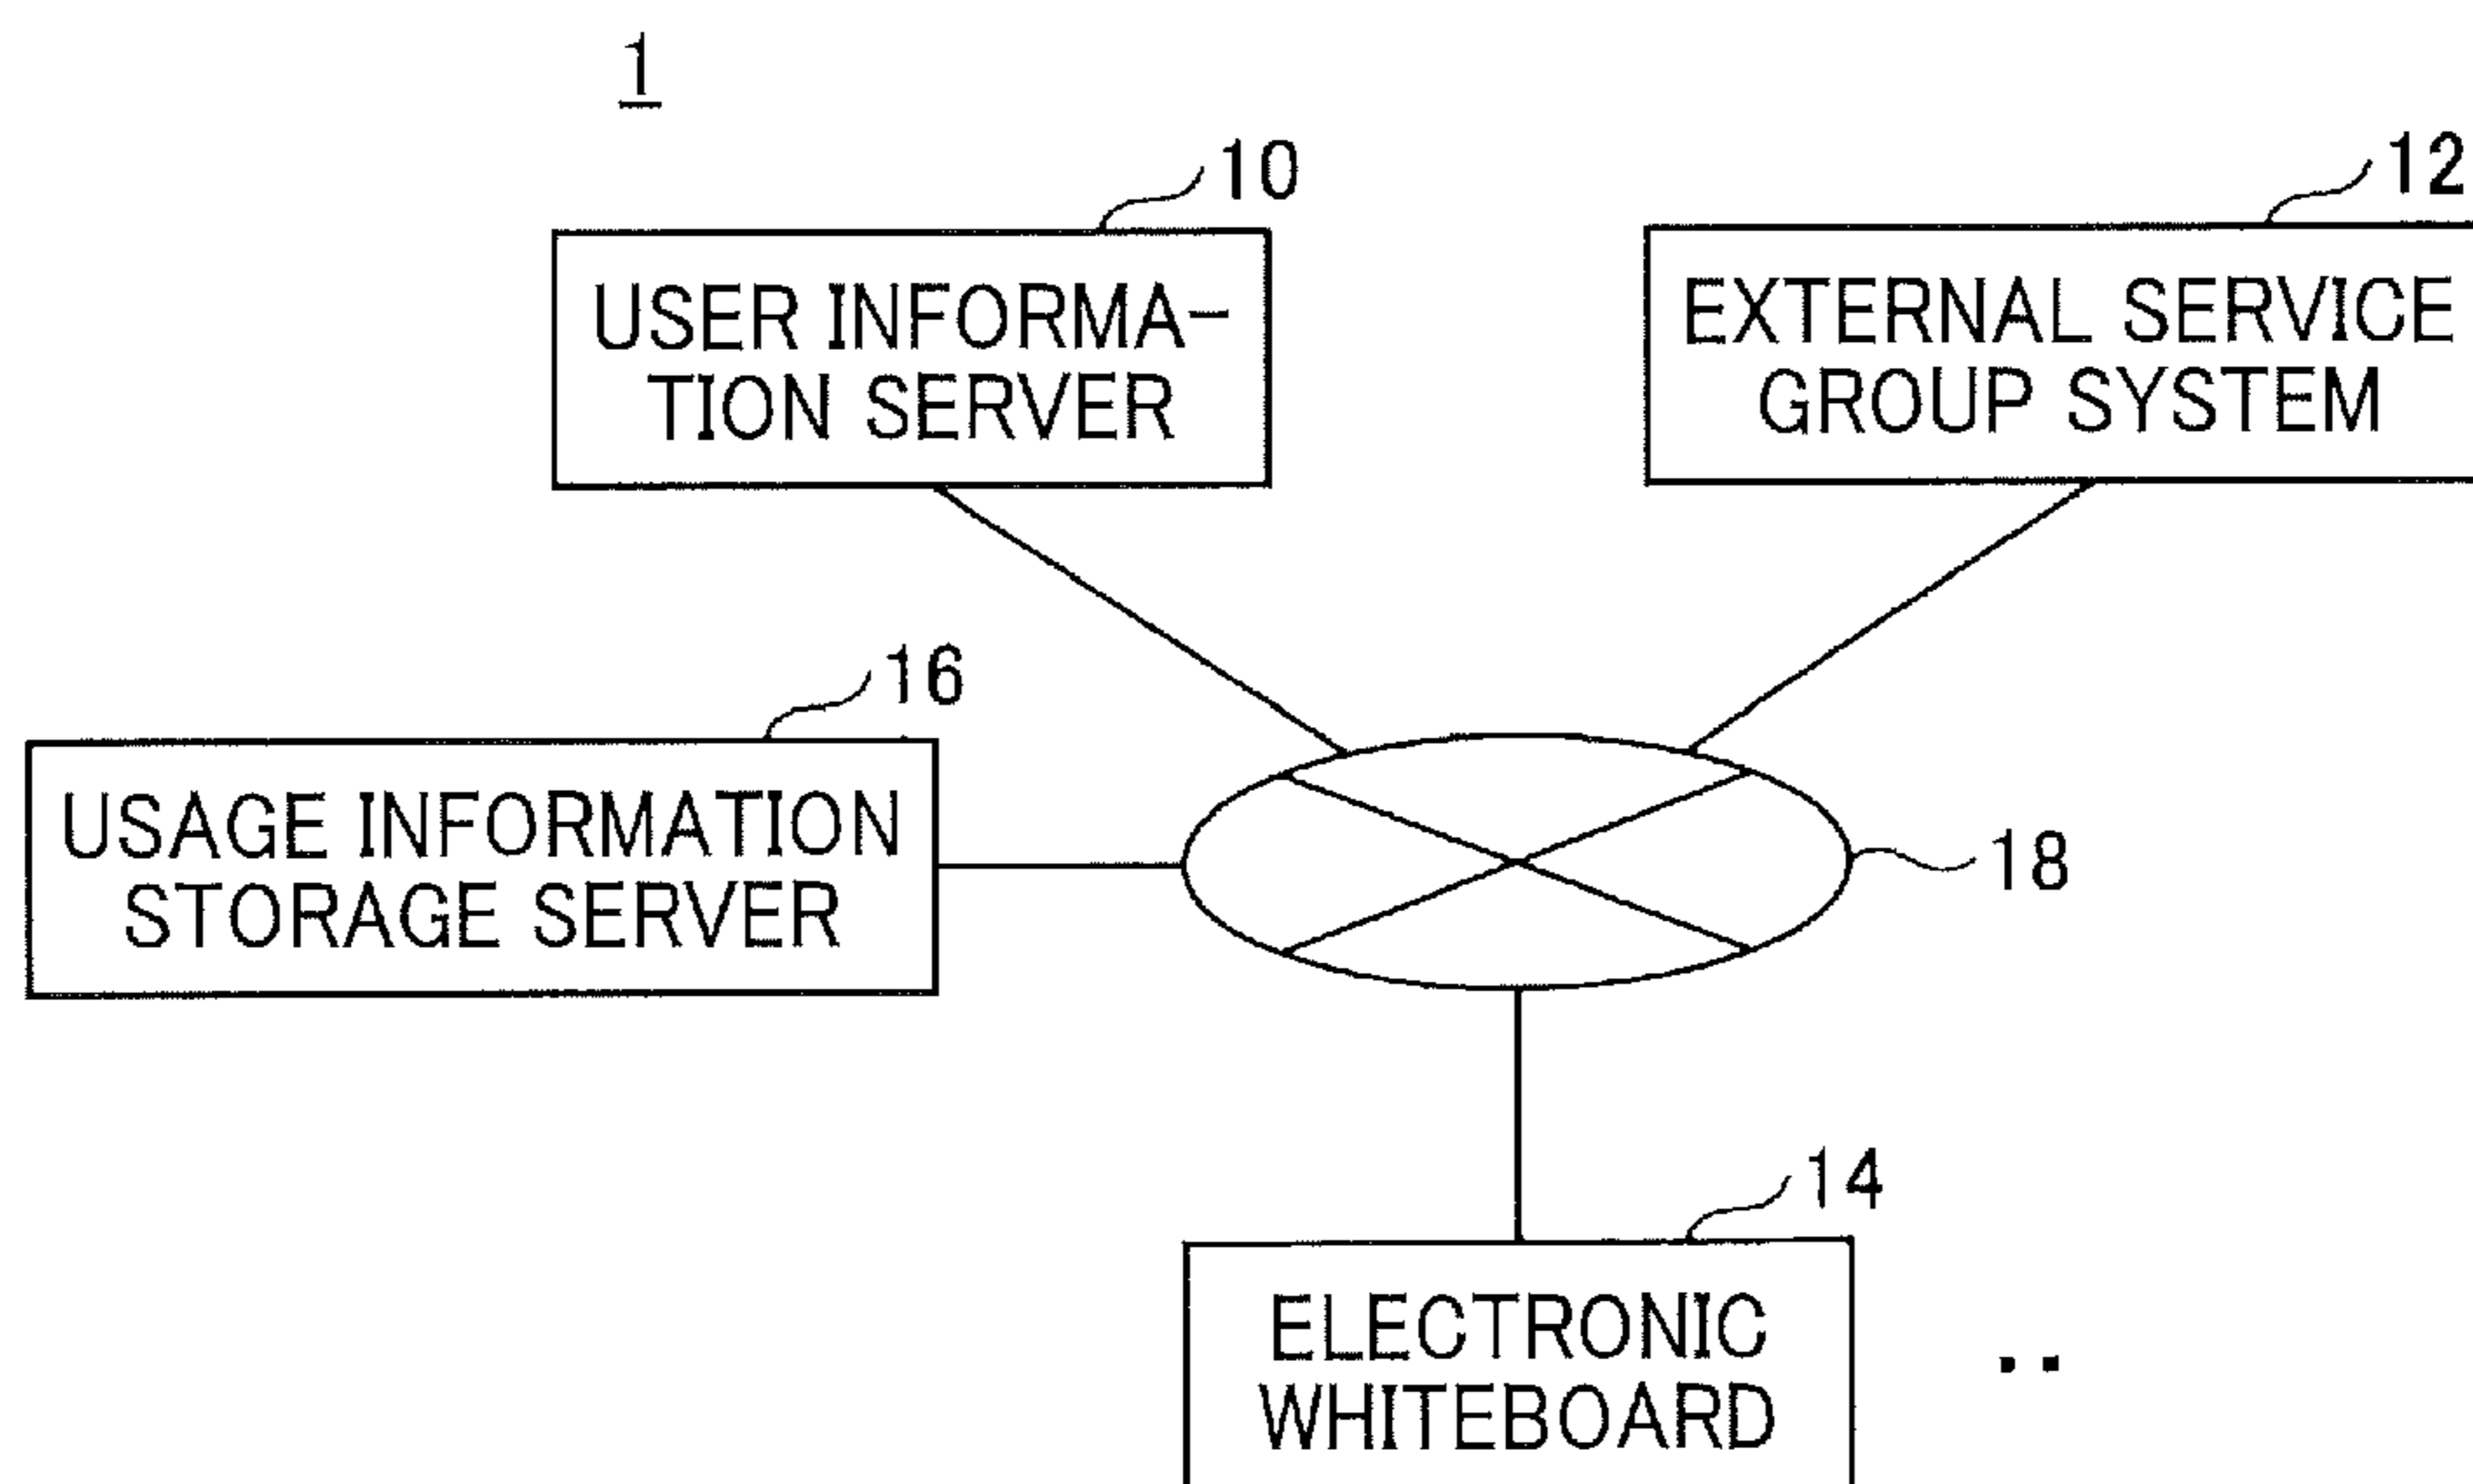 1
10
12
USER INFORMA-
TION SERVER
EXTERNAL SERVICE
GROUP SYSTEM
16
USAGE INFORMATION
STORAGE SERVER
18
14
ELECTRONIC
WHITEBOARD